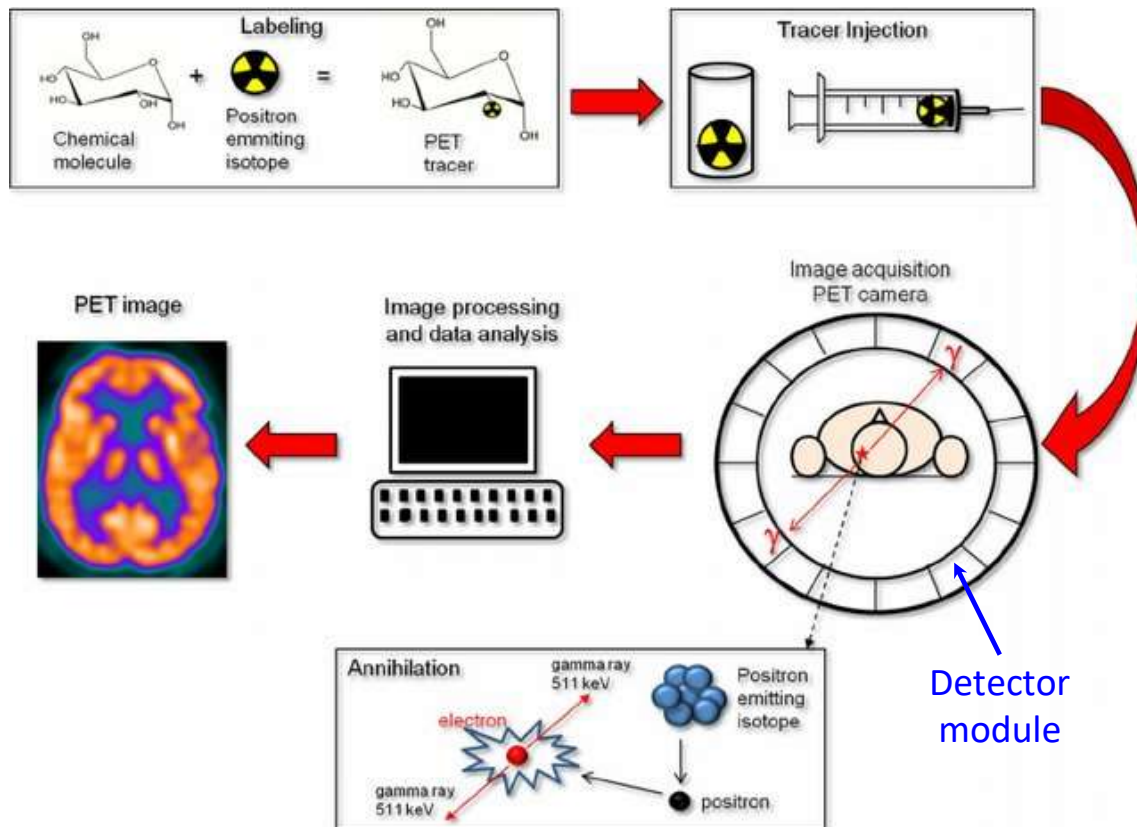 Labeling
OH
O
HO
HO
OH
OH
+
=
Chemical
molecule
Positron
emmiting
isotope
OH
O
HO
HO
OH
PET
tracer
Tracer Injection
Image acquisition
PET camera
γ
γ
Detector
module
Image processing
and data analysis
PET image
Annihilation
gamma ray
511 keV
electron
gamma ray
511 keV
Positron
emitting
isotope
positron